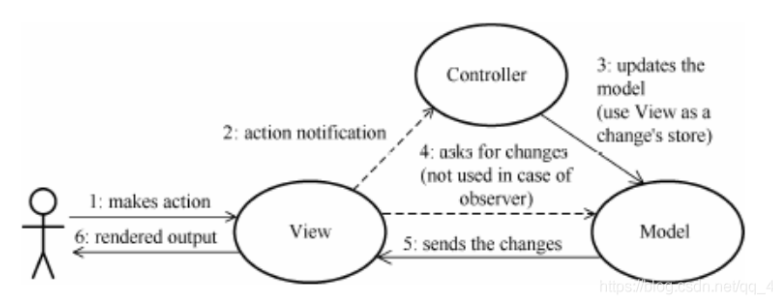 Controller
3: updates the
model
(use View as a
change's store)
2: action notification
4: asks for changes
(not used in case of
observer)
1: makes action
View
Model
6: rendered output
5: sends the changes
https://blog.csdn.net/qq_4